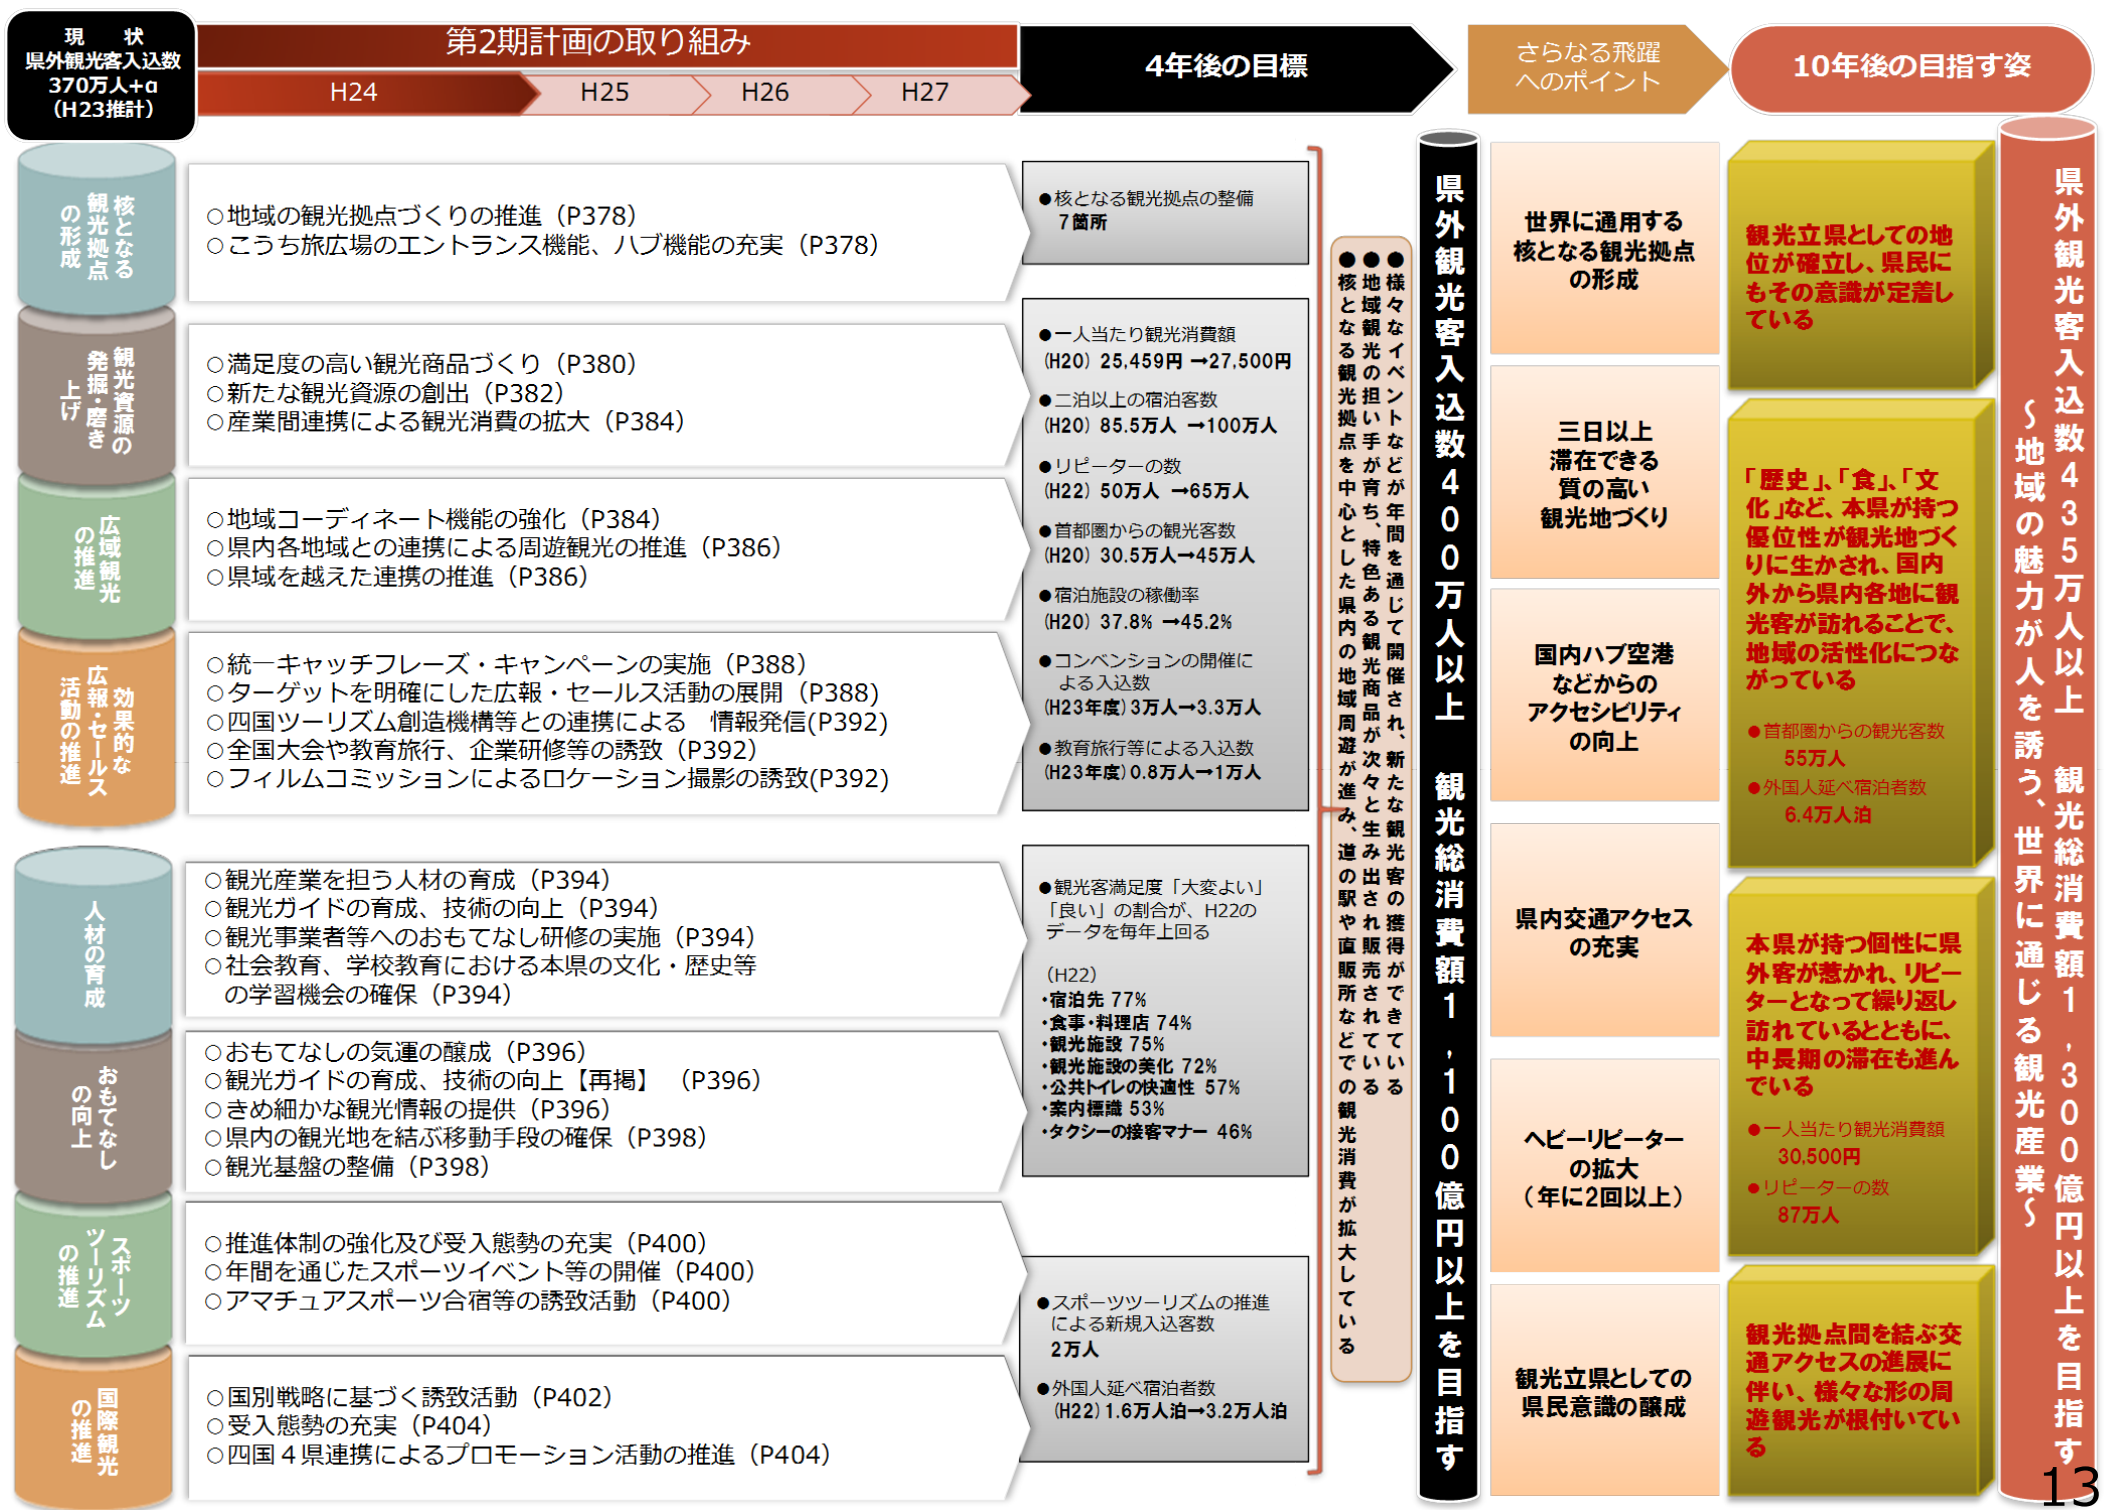 現　状
県外観光客入込数
370万人+α
（H23推計）
第2期計画の取り組み
H24
H25
H26
H27
4年後の目標
さらなる飛躍
へのポイント
10年後の目指す姿
核となる
観光拠点
の形成
○地域の観光拠点づくりの推進（P378）
○こうち旅広場のエントランス機能、ハブ機能の充実（P378）
観光資源の
発掘・磨き
上げ
○満足度の高い観光商品づくり（P380）
○新たな観光資源の創出（P382）
○産業間連携による観光消費の拡大（P384）
広域観光
の推進
○地域コーディネート機能の強化（P384）
○県内各地域との連携による周遊観光の推進（P386）
○県域を越えた連携の推進（P386）
効果的な
広報・セールス
活動の推進
○統一キャッチフレーズ・キャンペーンの実施（P388）
○ターゲットを明確にした広報・セールス活動の展開（P388）
○四国ツーリズム創造機構等との連携による　情報発信(P392）
○全国大会や教育旅行、企業研修等の誘致（P392）
○フィルムコミッションによるロケーション撮影の誘致(P392）
人材の育成
○観光産業を担う人材の育成（P394）
○観光ガイドの育成、技術の向上（P394）
○観光事業者等へのおもてなし研修の実施（P394）
○社会教育、学校教育における本県の文化・歴史等
の学習機会の確保（P394）
おもてなし
の向上
○おもてなしの気運の醸成（P396）
○観光ガイドの育成、技術の向上【再掲】（P396）
○きめ細かな観光情報の提供（P396）
○県内の観光地を結ぶ移動手段の確保（P398）
○観光基盤の整備（P398）
スポーツ
ツーリズム
の推進
○推進体制の強化及び受入態勢の充実（P400）
○年間を通じたスポーツイベント等の開催（P400）
○アマチュアスポーツ合宿等の誘致活動（P400）
国際観光
の推進
○国別戦略に基づく誘致活動（P402）
○受入態勢の充実（P404）
○四国４県連携によるプロモーション活動の推進（P404）
●核となる観光拠点の整備
７箇所
●一人当たり観光消費額
(H20）25,459円 →27,500円
●二泊以上の宿泊客数
(H20）85.5万人 →100万人
●リピーターの数
(H22）50万人 →65万人
●首都圏からの観光客数
(H20）30.5万人→45万人
●宿泊施設の稼働率
(H20）37.8% →45.2%
●コンベンションの開催に
よる入込数
(H23年度）3万人→3.3万人
●教育旅行等による入込数
(H23年度）0.8万人→1万人
●観光客満足度「大変よい」
「良い」の割合が、H22の
データを毎年上回る
（H22）
・宿泊先 77%
・食事・料理店 74%
・観光施設 75%
・観光施設の美化 72%
・公共トイレの快適性 57%
・案内標識 53%
・タクシーの接客マナー 46%
●スポーツツーリズムの推進
による新規入込客数
２万人
●外国人延べ宿泊者数
(H22）1.6万人泊→3.2万人泊
●様々なイベントなどが年間を通じて開催され、新たな観光客の獲得ができている
●地域観光の担い手が育ち、特色ある観光商品が次々と生み出され販売されている
●核となる観光拠点を中心とした県内の地域周遊が進み、道の駅や直販所などでの観光消費が拡大している
県外観光客入込数４００万人以上　観光総消費額１,１００億円以上を目指す
世界に通用する
核となる観光拠点
の形成
三日以上
滞在できる
質の高い
観光地づくり
国内ハブ空港
などからの
アクセシビリティ
の向上
県内交通アクセス
の充実
ヘビーリピーター
の拡大
（年に2回以上）
観光立県としての
県民意識の醸成
観光立県としての地
位が確立し、県民に
もその意識が定着し
ている
「歴史」、「食」、「文
化」など、本県が持つ
優位性が観光地づく
りに生かされ、国内
外から県内各地に観
光客が訪れることで、
地域の活性化につな
がっている
●首都圏からの観光客数
55万人
●外国人延べ宿泊者数
6.4万人泊
本県が持つ個性に県
外客が惹かれ、リピー
ターとなって繰り返し
訪れているとともに、
中長期の滞在も進ん
でいる
●一人当たり観光消費額
30,500円
●リピーターの数
87万人
観光拠点間を結ぶ交
通アクセスの進展に
伴い、様々な形の周
遊観光が根付いてい
る
県外観光客入込数４３５万人以上　観光総消費額１,３００億円以上を目指す
～地域の魅力が人を誘う、世界に通じる観光産業～
13